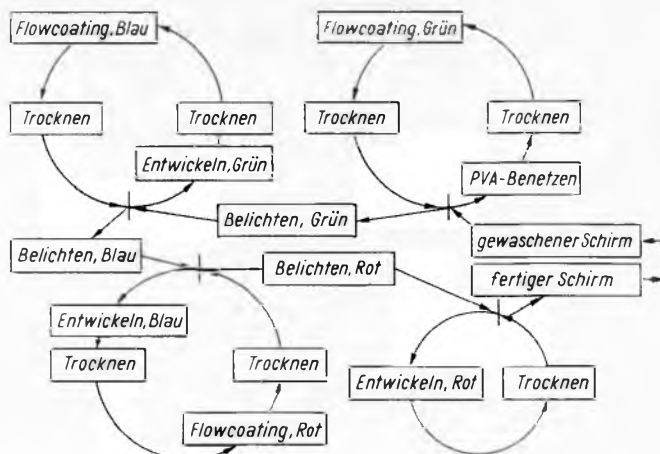 Flowcoating, Blau
Flowcoating, Grün
Trocknen
Trocknen
Trocknen
Trocknen
Entwickeln, Grün
PVA-Benetzen
Belichten, Grün
gewaschener Schirm
Belichten, Blau
Belichten, Rot
fertiger Schirm
Entwickeln, Blau
Trocknen
Trocknen
Entwickeln, Rot
Trocknen
Flowcoating, Rot